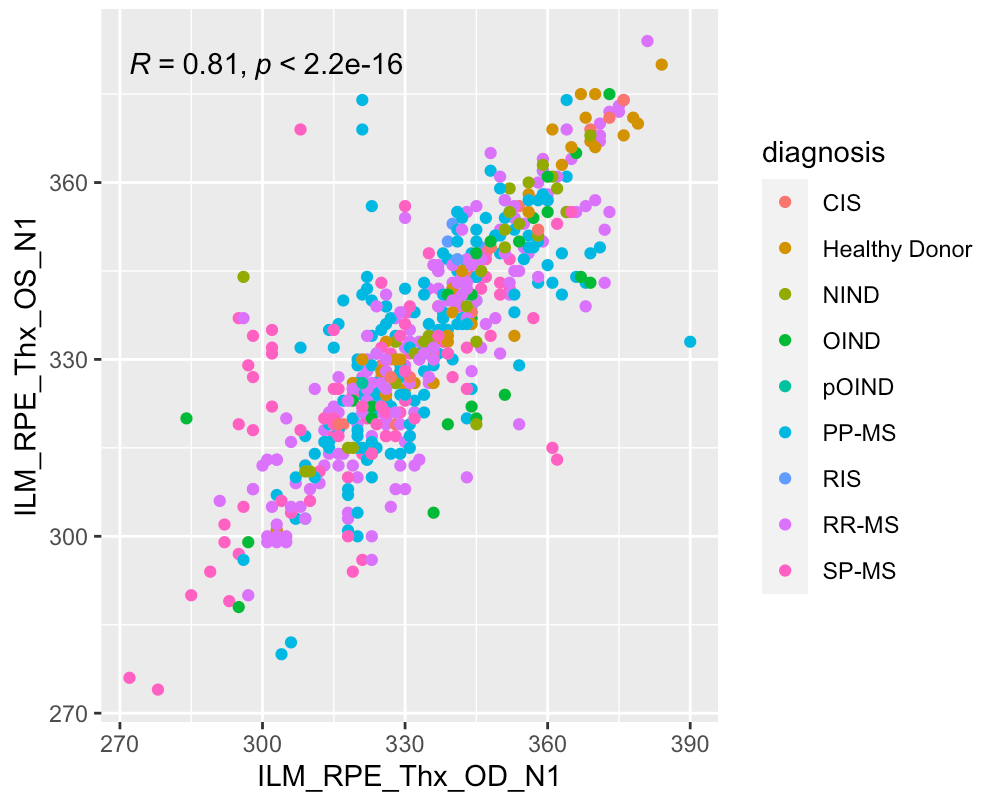 R = 0.81, p < 2.2e-16
360
330
300
270
270 300 330 360 390
ILM_RPE_Thx_OD_N1
ILM_RPE_Thx_OS_N1
diagnosis
CIS
Healthy Donor
NIND
OIND
pOIND
PP-MS
RIS
RR-MS
SP-MS